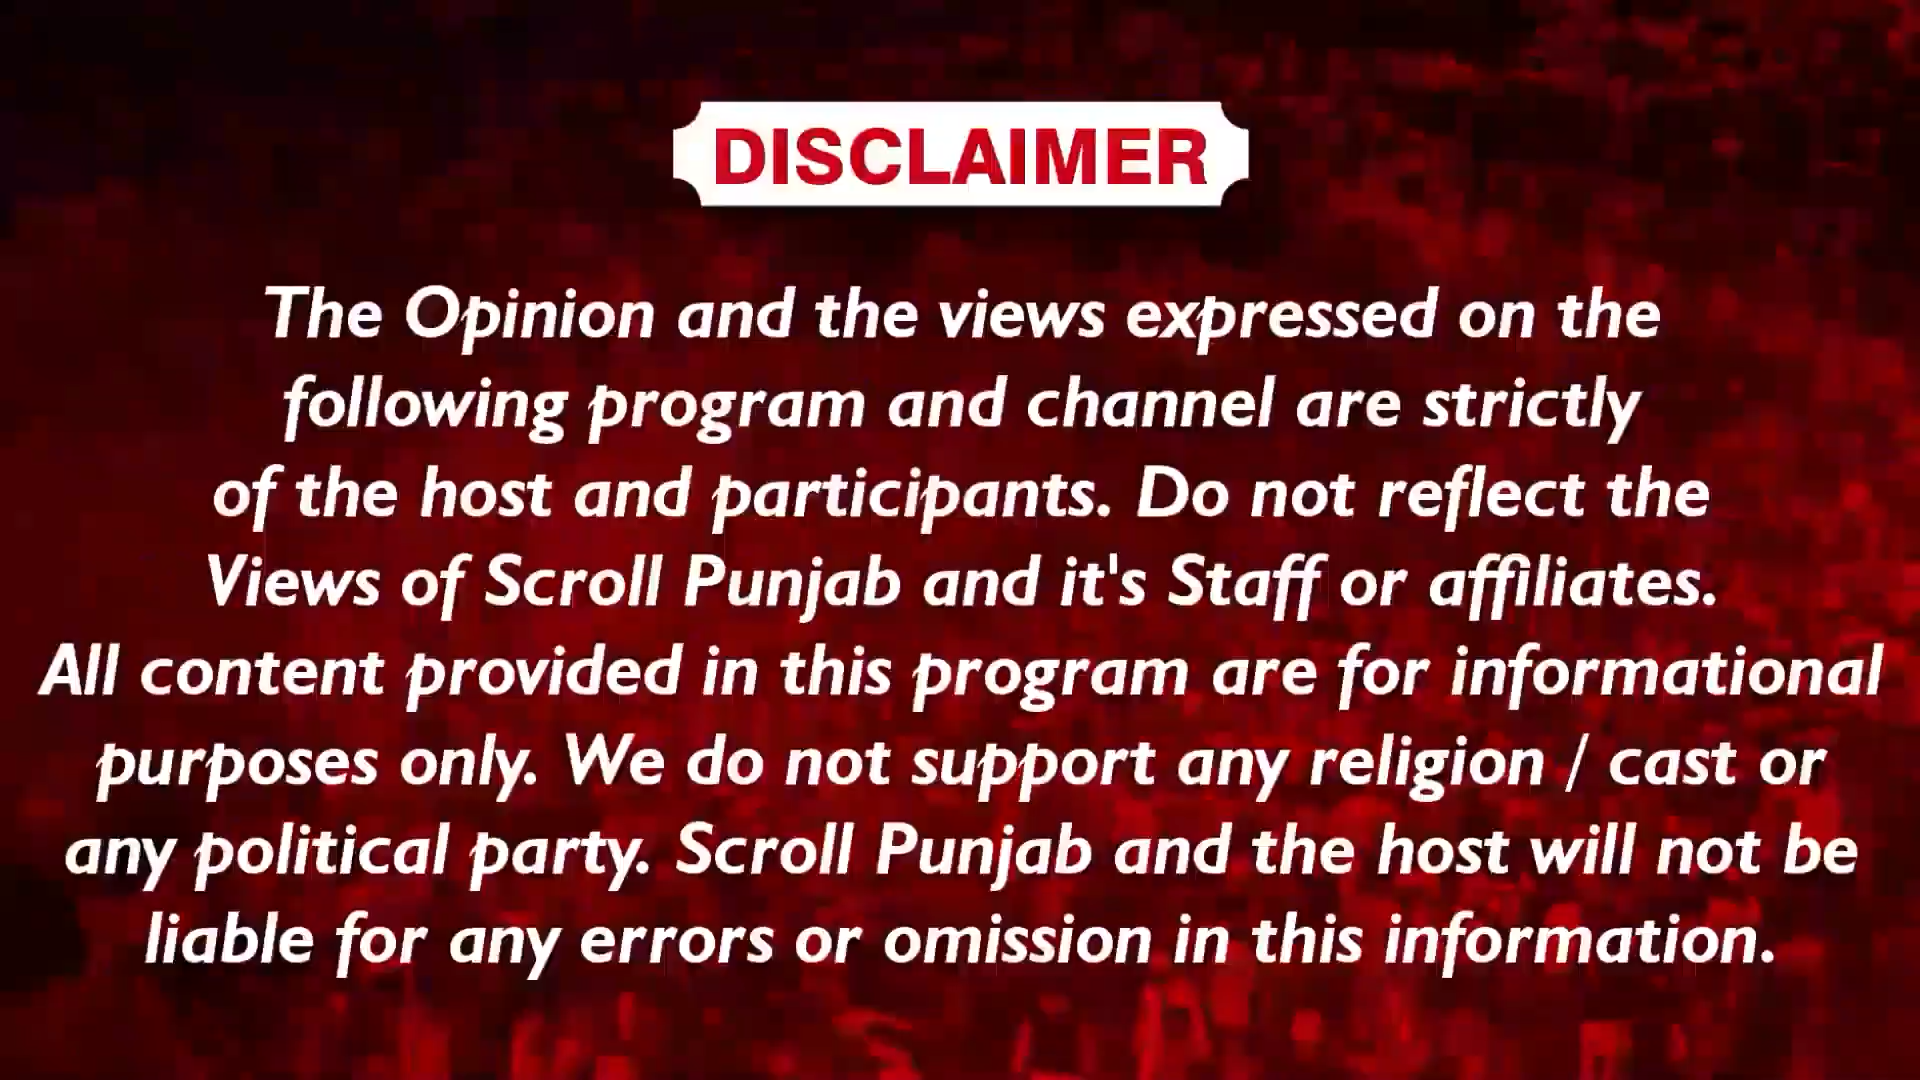 DISCLAIMER
The Opinion and the views expressed on the
following program and channel are strictly
of the host and participants. Do not reflect the
Views of Scroll Punjab and it's Staff or affiliates.
All content provided in this program are for informational
purposes only. We do not support any religion / cast or
any political party. Scroll Punjab and the host will not be
liable for any errors or omission in this information.